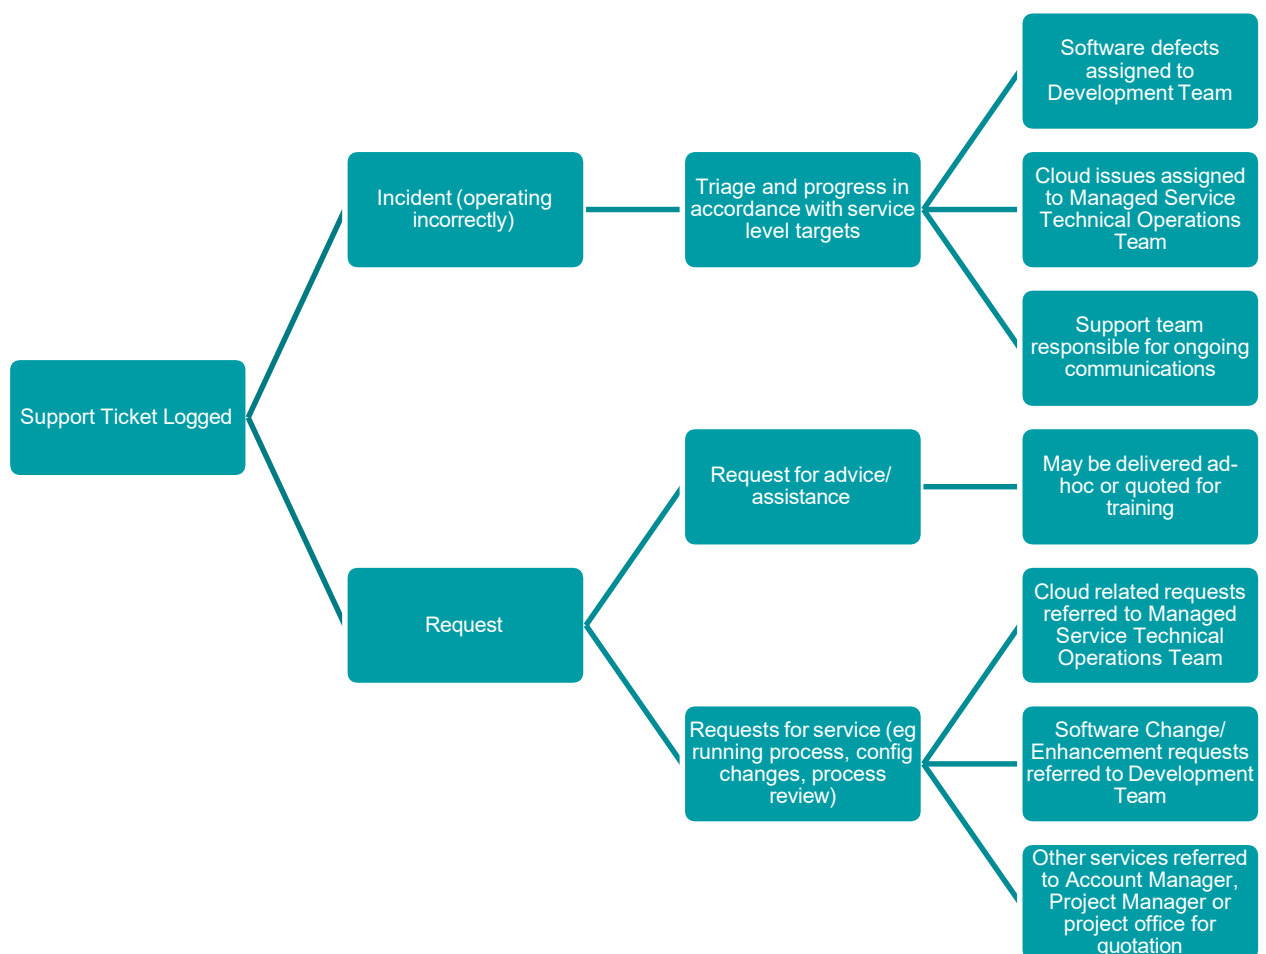 Support Ticket Logged
Incident (operating
incorrectly)
Triage and progress in
accordance with service
level targets
Software defects
assigned to
Development Team
Cloud issues assigned
to Managed Service
Technical Operations
Team
Support team
responsible for ongoing
communications
Request
Request for advice/
assistance
May be delivered ad-
hoc or quoted for
training
Requests for service (eg
running process, config
changes, process
review)
Cloud related requests
referred to Managed
Service Technical
Operations Team
Software Change/
Enhancement requests
referred to Development
Team
Other services referred
to Account Manager,
Project Manager or
project office for
quotation